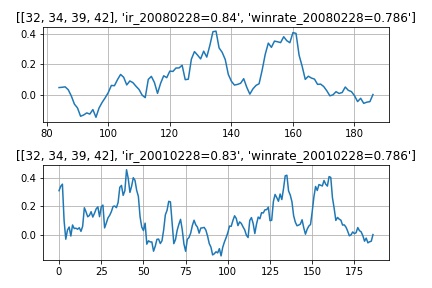 [[32, 34, 39, 42], 'ir_20080228=0.84', 'winrate_20080228=0.786']
0.4
0.2
0.0
80 100 120 140 160 180
[[32, 34, 39, 42], 'ir_20010228=0.83', 'winrate_20010228=0.786']
0.4
0.2
0.0
0 25 50 75 100 125 150 175